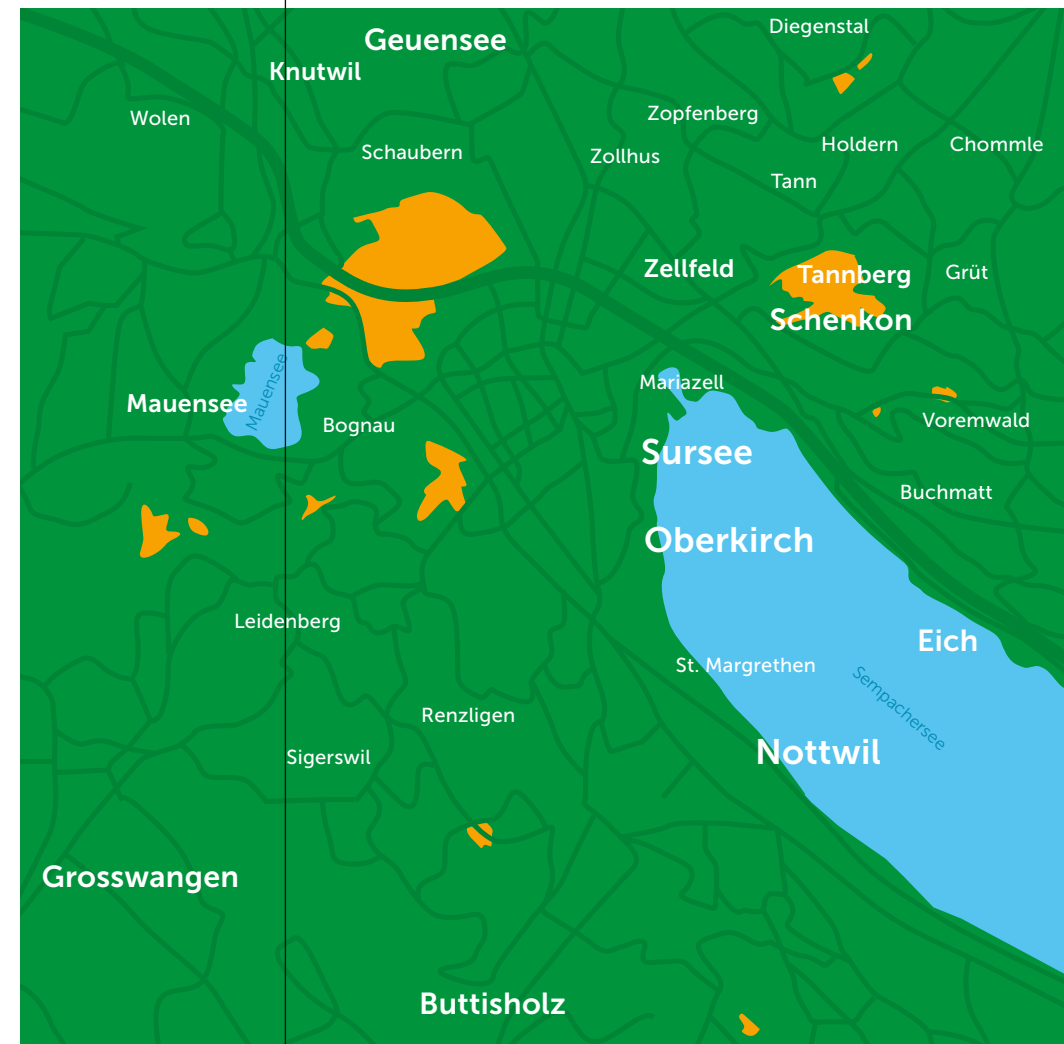 Diegenstal
Geuensee
Knutwil
Zopfenberg
Wolen
Holdern
Chommle
Schaubern
Zollhus
Tann
Zellfeld
Tannberg
Grüt
Schenkon
Mariazell
Mauensee
Mauensee
Voremwald
Bognau
Sursee
Buchmatt
Oberkirch
Leidenberg
Eich
St. Margrethen
Sempachersee
Renzligen
Nottwil
Sigerswil
Grosswangen
Buttisholz